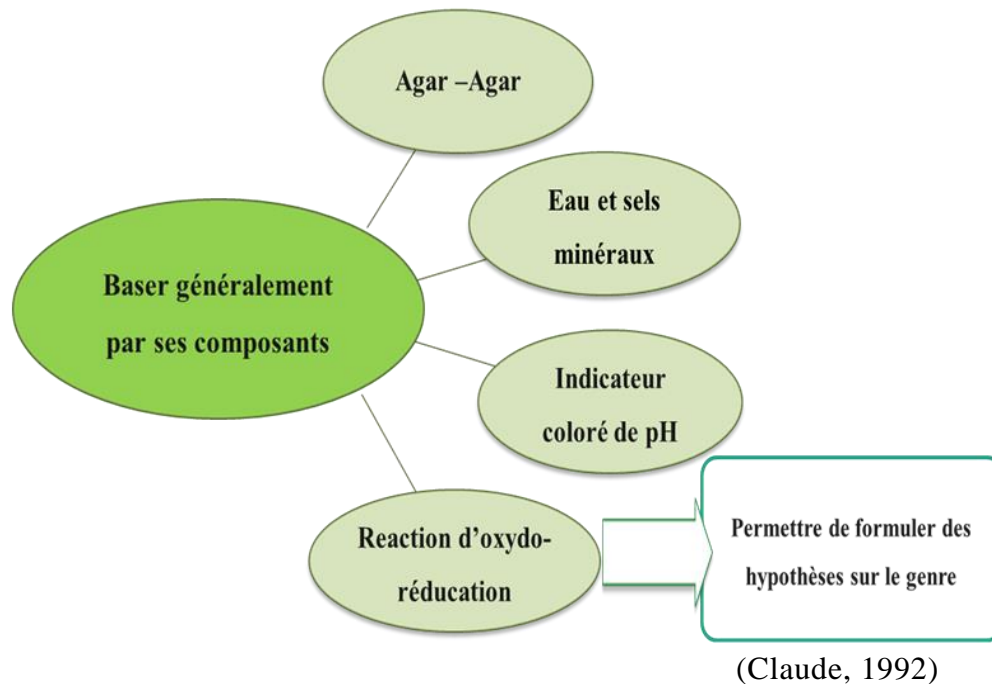 Agar –Agar
Eau et sels
minéraux
Baser généralement
par ses composants
Indicateur
coloré de pH
Reaction d'oxydo-
réducation
Permettre de formuler des
hypothèses sur le genre
(Claude, 1992)